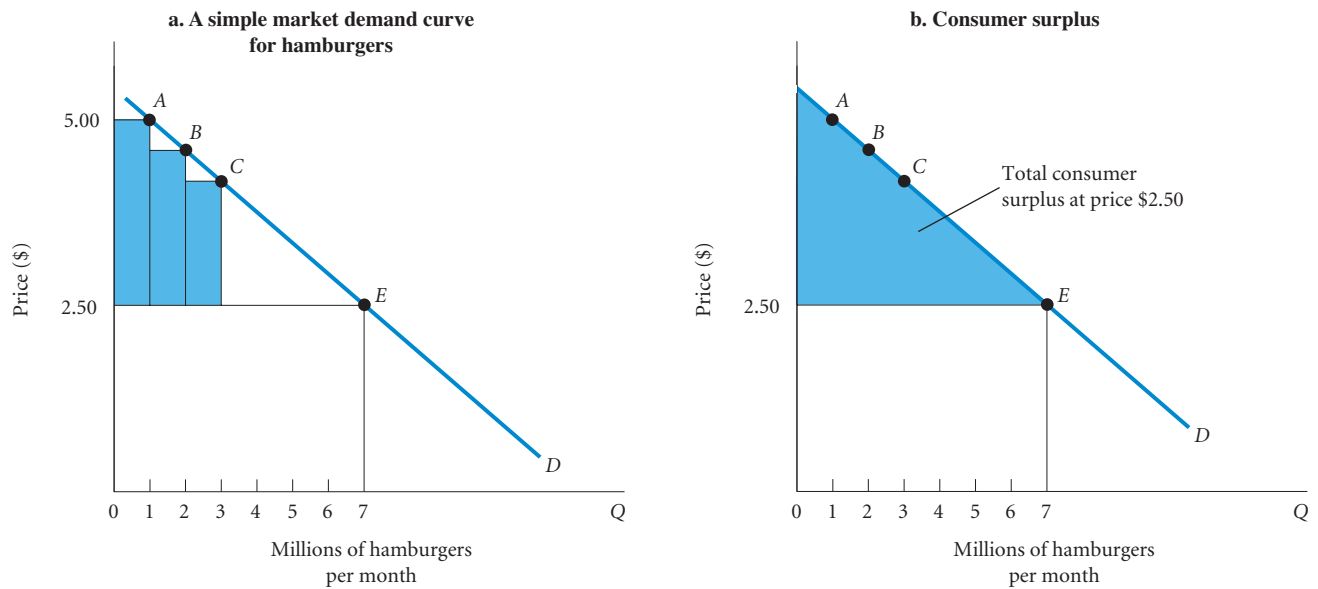 a. A simple market demand curve
for hamburgers
Price ($)
5.00
2.50
A
B
C
E
D
0 1 2 3 4 5 6 7 Q
Millions of hamburgers
per month
b. Consumer surplus
Price ($)
2.50
A
B
C
Total consumer
surplus at price $2.50
E
D
0 1 2 3 4 5 6 7 Q
Millions of hamburgers
per month